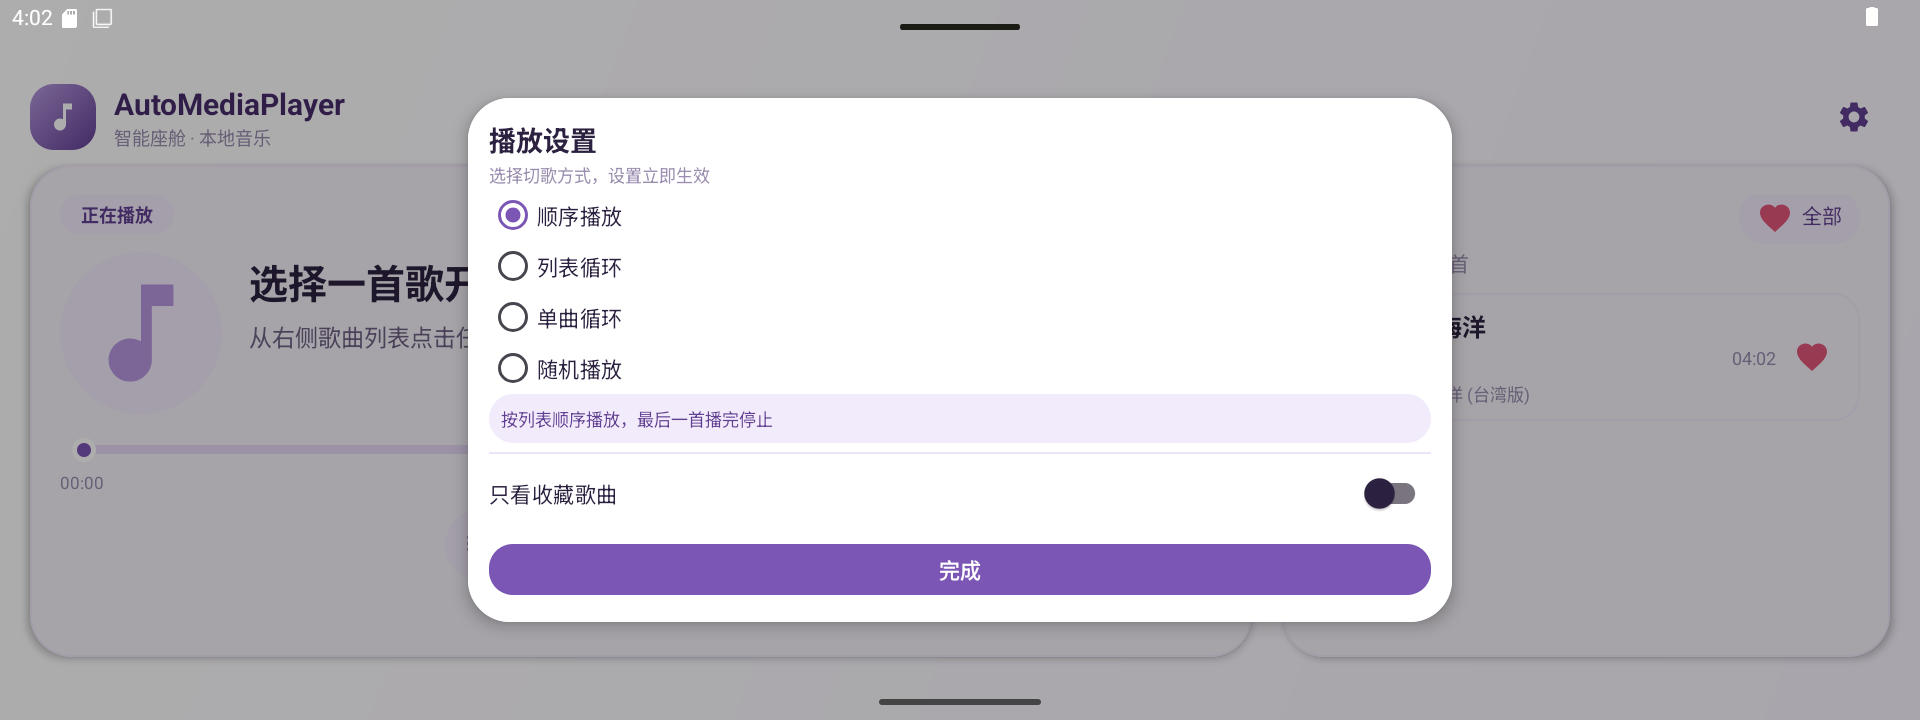 4:02
AutoMediaPlayer
智能座舱 · 本地音乐
正在播放
选择一首歌
从右侧歌曲列表点击
00:00
播放设置
选择切歌方式，设置立即生效
顺序播放
列表循环
单曲循环
随机播放
按列表顺序播放，最后一首播完停止
只看收藏歌曲
完成
全部
首
海洋
04:02
洋 (台湾版)